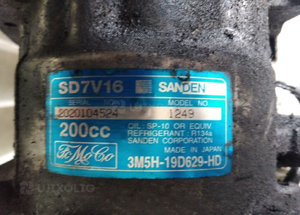 SD7V16 SANDEN
SERIAL NO. MODEL NO.
2020104524 1249
200cc OIL: SP-10 OR EQUIV
REFRIGERANT: R134a
SANDEN CORPORATION
MADE IN JAPAN
FoMoCo 3M5H-19D629-HD